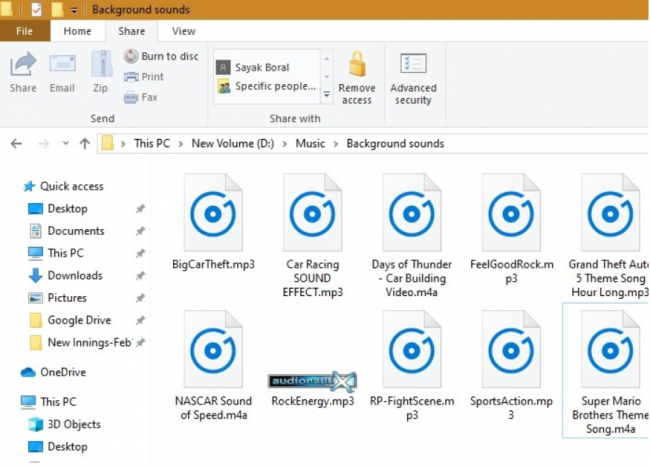 Background sounds
File Home Share View
Share
Email
Zip
Burn to disc
Print
Fax
Sayak Boral
Specific people...
Remove
access
Advanced
security
Send
Share with
This PC > New Volume (D:) > Music > Background sounds
Quick access
Desktop
Documents
This PC
Downloads
Pictures
Google Drive
New Innings-Feb
OneDrive
This PC
3D Objects
Desktop
BigCarTheft.mp3
Car Racing
SOUND
EFFECT.mp3
Days of Thunder
- Car Building
Video.m4a
FeelGoodRock.m
p3
Grand Theft Auto
5 Theme Song
Hour Long.mp3
NASCAR Sound
of Speed.m4a
audionautix
RockEnergy.mp3
RP-FightScene.m
p3
SportsAction.mp
3
Super Mario
Brothers Theme
Song.m4a